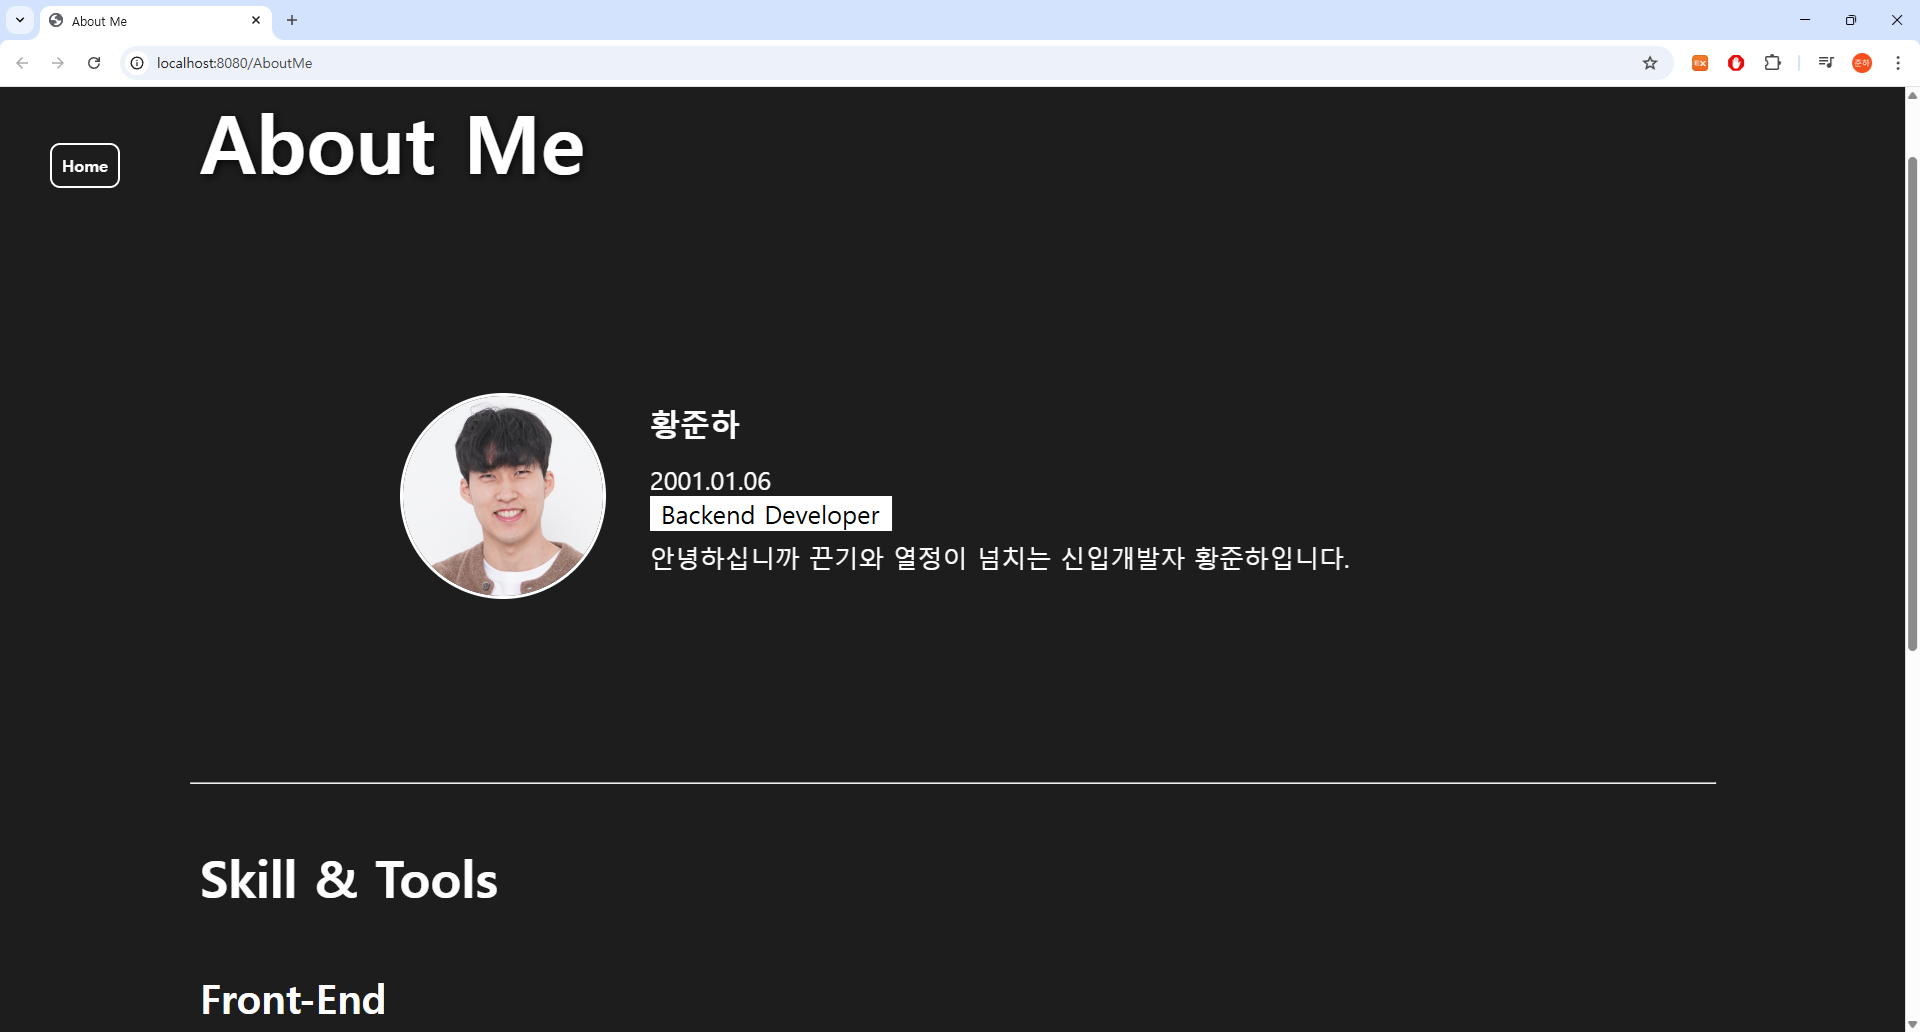 About Me
localhost:8080/AboutMe
준하
Home
About Me
황준하
2001.01.06
Backend Developer
안녕하십니까 끈기와 열정이 넘치는 신입개발자 황준하입니다.
Skill & Tools
Front-End